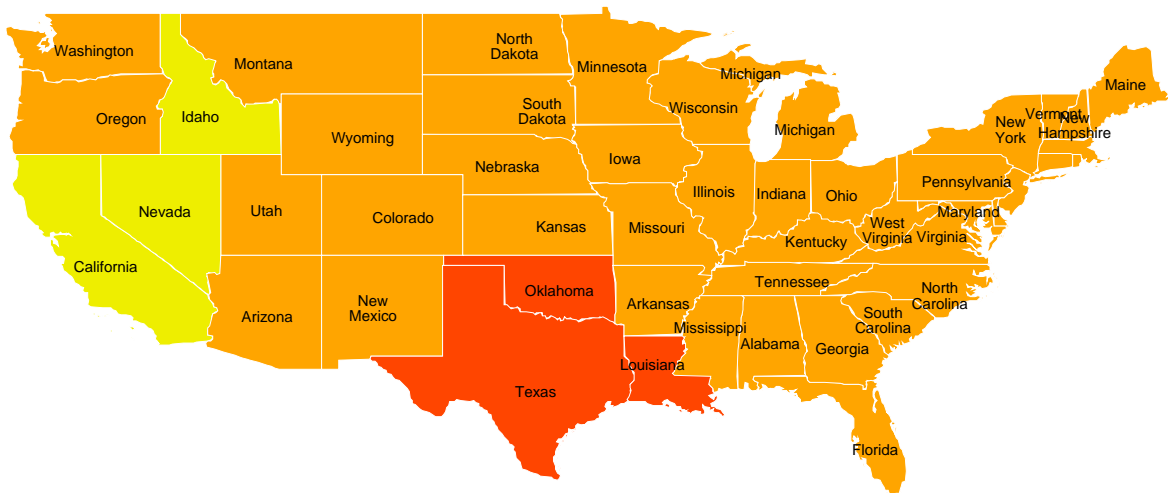 Washington
Montana
North
Dakota
Minnesota
Michigan
Maine
Oregon
Idaho
Wyoming
South
Dakota
Wisconsin
Michigan
New
York
Vermont
New
Hampshire
Nebraska
Iowa
Illinois
Indiana
Ohio
Pennsylvania
Nevada
Utah
Colorado
Kansas
Missouri
Kentucky
West
Virginia
Virginia
Maryland
California
Arizona
New
Mexico
Oklahoma
Arkansas
Tennessee
North
Carolina
South
Carolina
Mississippi
Alabama
Georgia
Texas
Louisiana
Florida